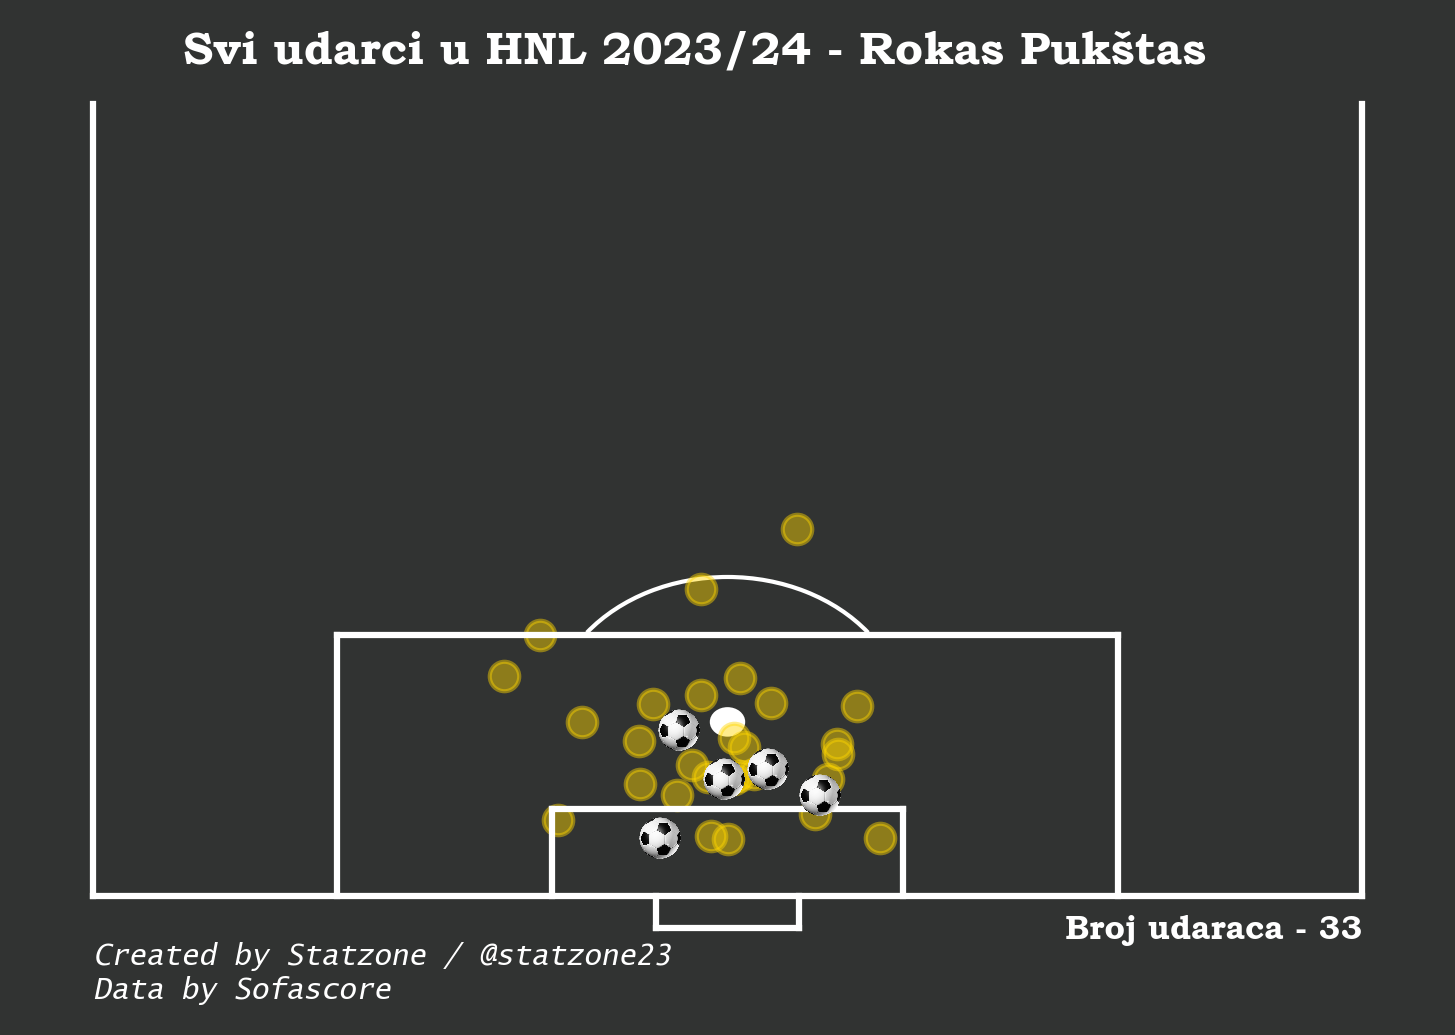 Svi udarci u HNL 2023/24 - Rokas Pukštas
Broj udaraca - 33
Created by Statzone / @statzone23
Data by Sofascore